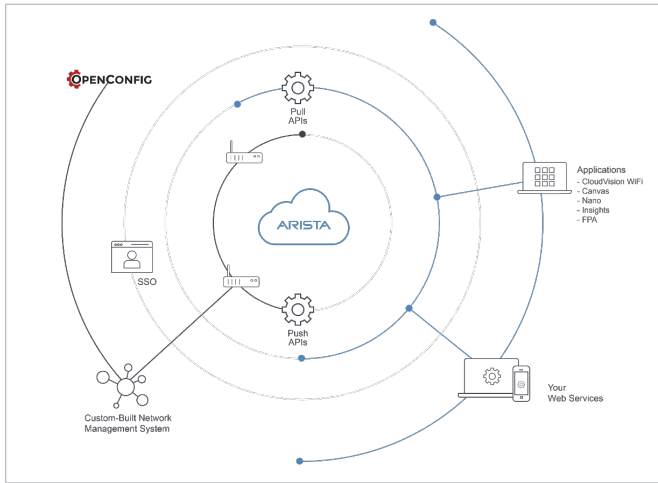 OPENCONFIG
Pull
APIs
Applications
- CloudVision WiFi
- Canvas
- Nano
- Insights
- FPA
ARISTA
SSO
Push
APIs
Your
Web Services
Custom-Built Network
Management System